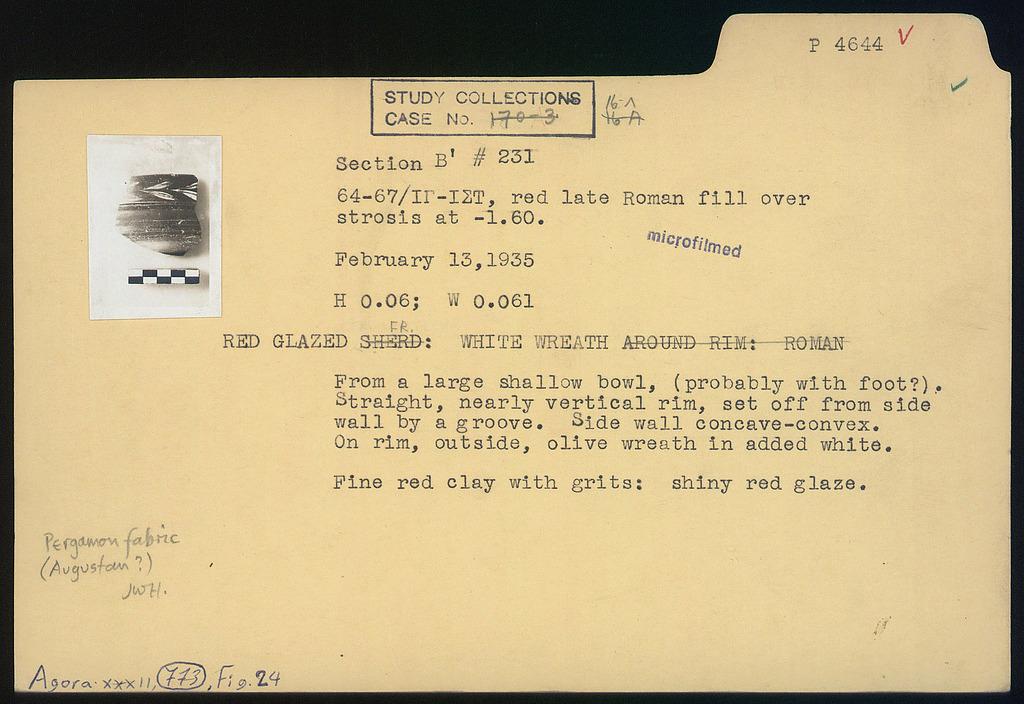 P 4644
STUDY COLLECTIONS
CASE No. 170-3
16 A
Section B' # 231
64-67/ΙΓ-ΙΣΤ, red late Roman fill over
strosis at -1.60.
microfilmed
February 13,1935
H 0.06; W 0.061
FR.
RED GLAZED SHERD: WHITE WREATH AROUND RIM: ROMAN
From a large shallow bowl, (probably with foot?).
Straight, nearly vertical rim, set off from side
wall by a groove. Side wall concave-convex.
On rim, outside, olive wreath in added white.
Fine red clay with grits: shiny red glaze.
Pergamon fabric
(Augustan?)
JWH.
Agora XXXII, 773, Fig. 24